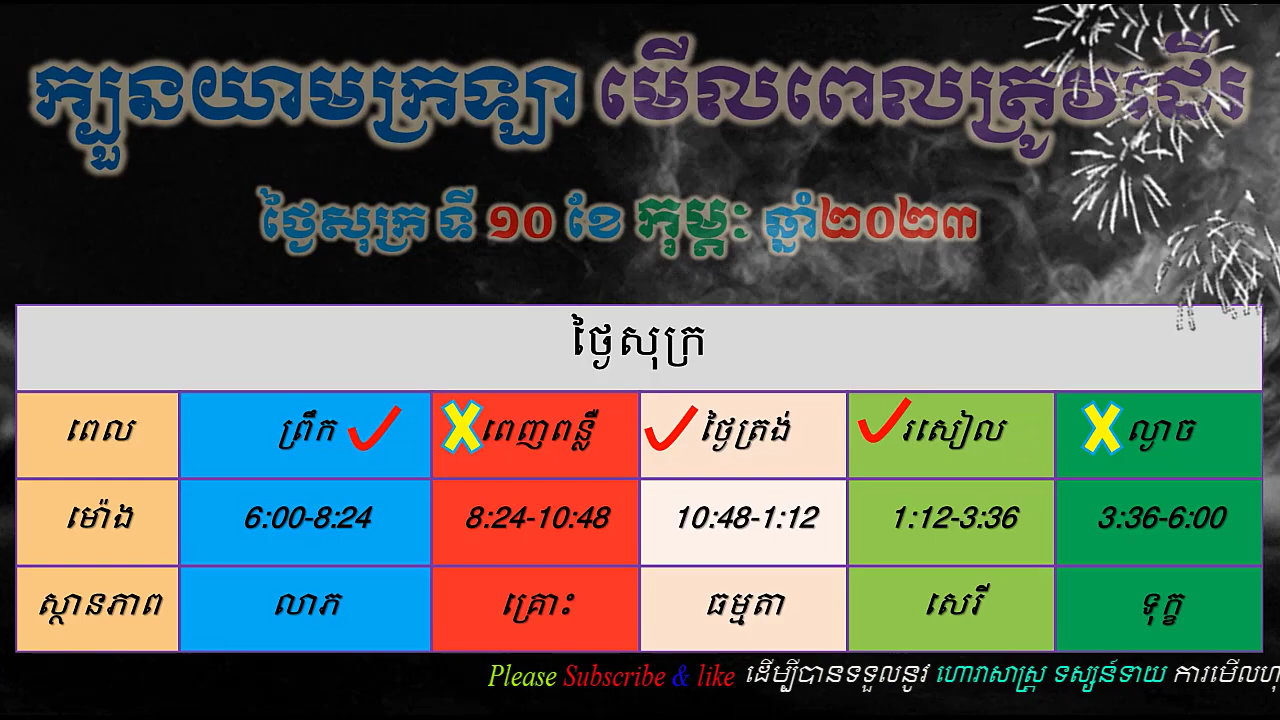 ក្បួនយាមក្រឡា មើលពេលត្រូវដើរ
ថ្ងៃសុក្រ ទី ១០ ខែ កុម្ភៈ ឆ្នាំ២០២៣
ថ្ងៃសុក្រ
ពេល ព្រឹក ពេញពន្លឺ ថ្ងៃត្រង់ រសៀល ល្ងាច
ម៉ោង 6:00-8:24 8:24-10:48 10:48-1:12 1:12-3:36 3:36-6:00
ស្ថានភាព លាភ គ្រោះ ធម្មតា សេរី ទុក្ខ
Please Subscribe & like ដើម្បីបានទទួលនូវ ហោរាសាស្ត្រ ទស្សន៍ទាយ ការមើល